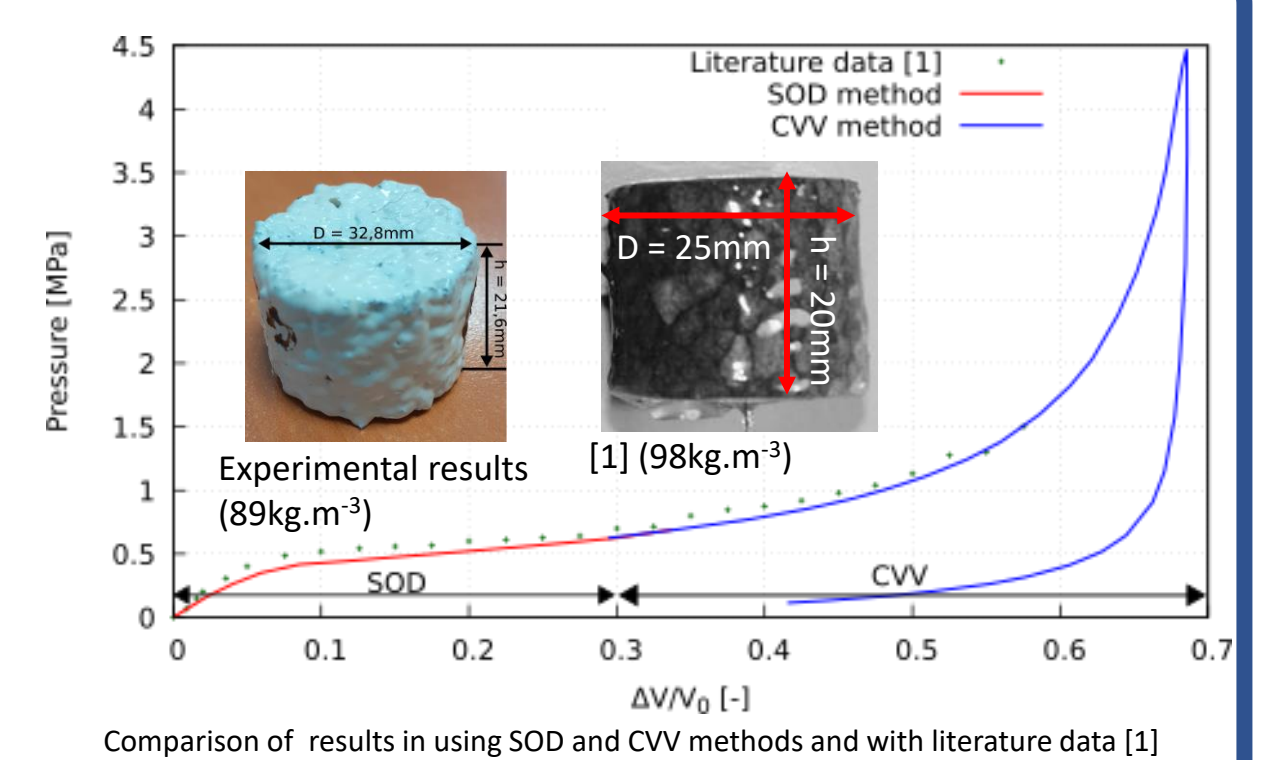 4.5
4
3.5
3
2.5
2
1.5
1
0.5
0
Pressure [MPa]
Literature data [1]
SOD method
CVV method
D = 32,8mm
h = 21,6mm
D = 25mm
h = 20mm
Experimental results
(89kg.m-3)
[1] (98kg.m-3)
SOD
CVV
0 0.1 0.2 0.3 0.4 0.5 0.6 0.7
ΔV/V₀ [-]
Comparison of  results in using SOD and CVV methods and with literature data [1]